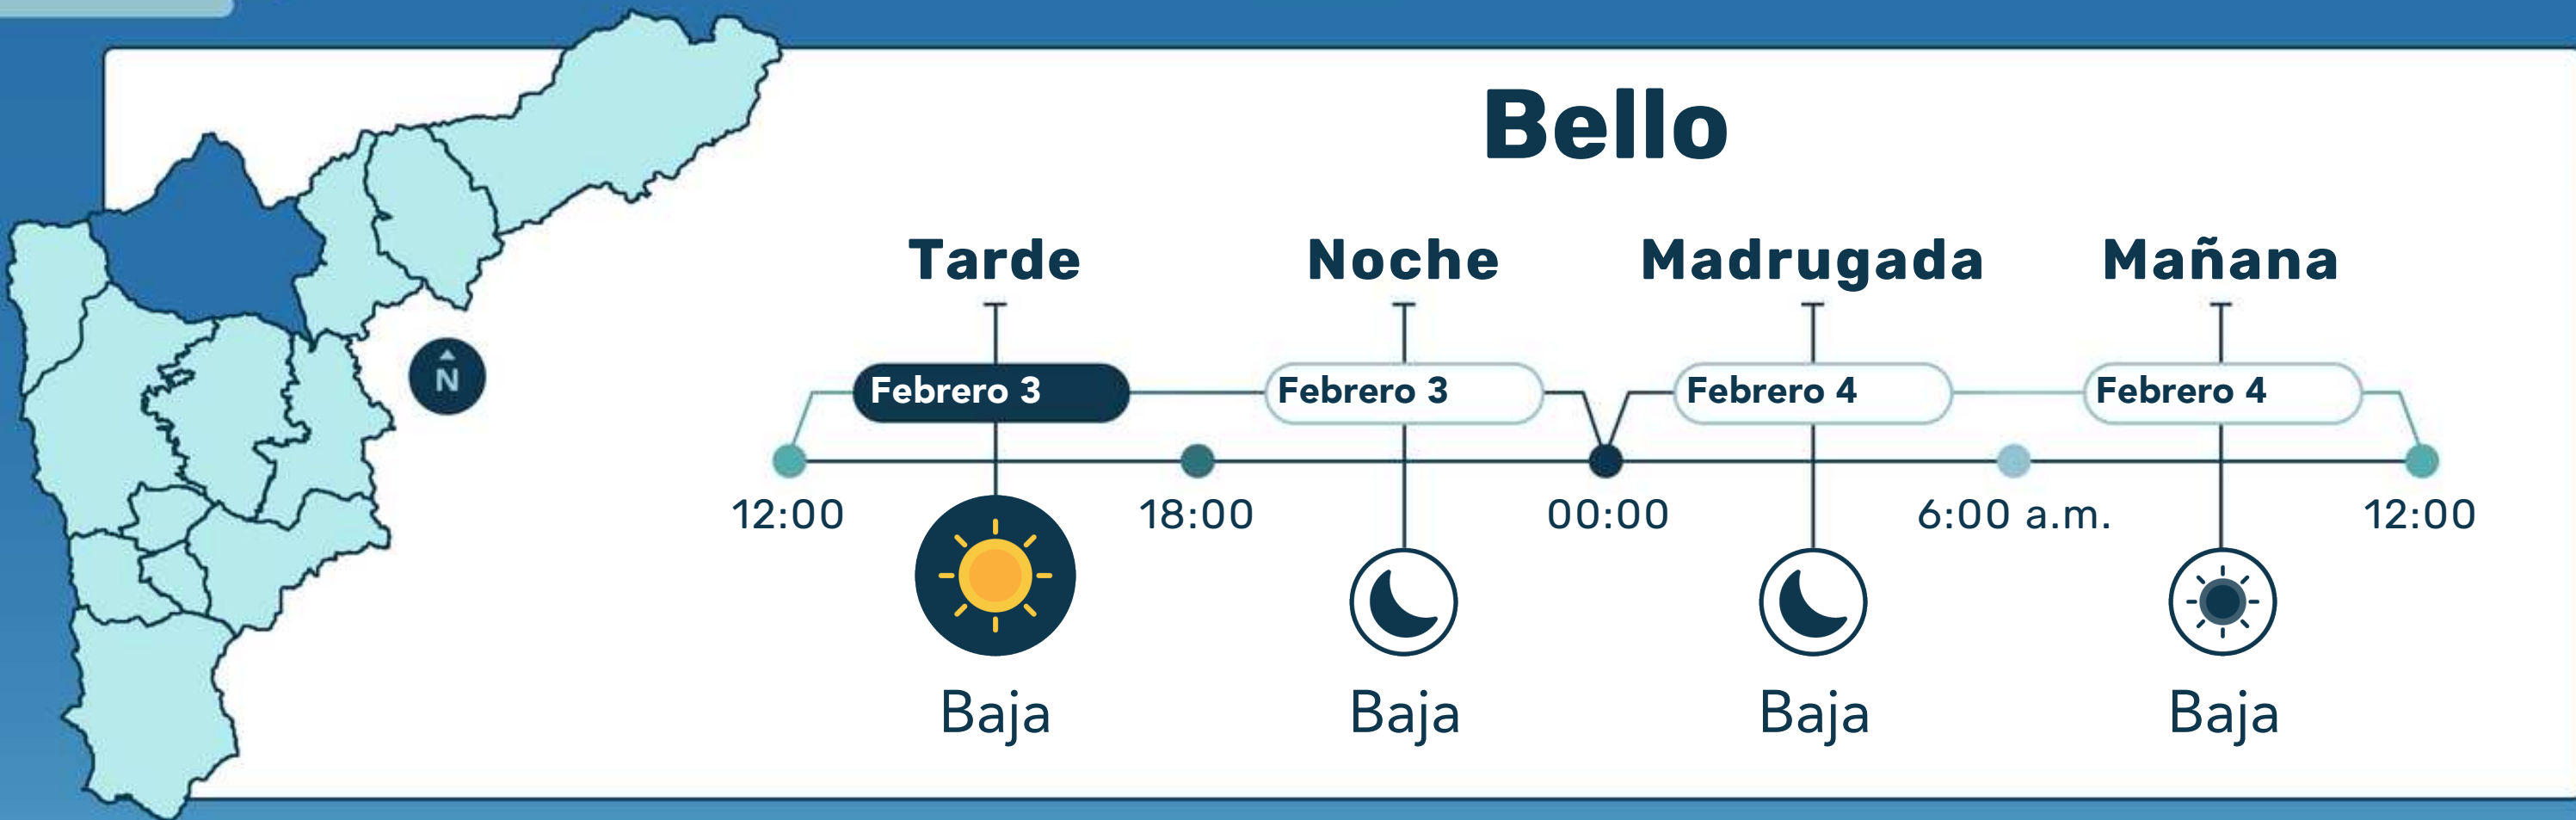 Bello
Tarde Noche Madrugada Mañana
N
Febrero 3 Febrero 3 Febrero 4 Febrero 4
12:00 18:00 00:00 6:00 a.m. 12:00
Baja Baja Baja Baja